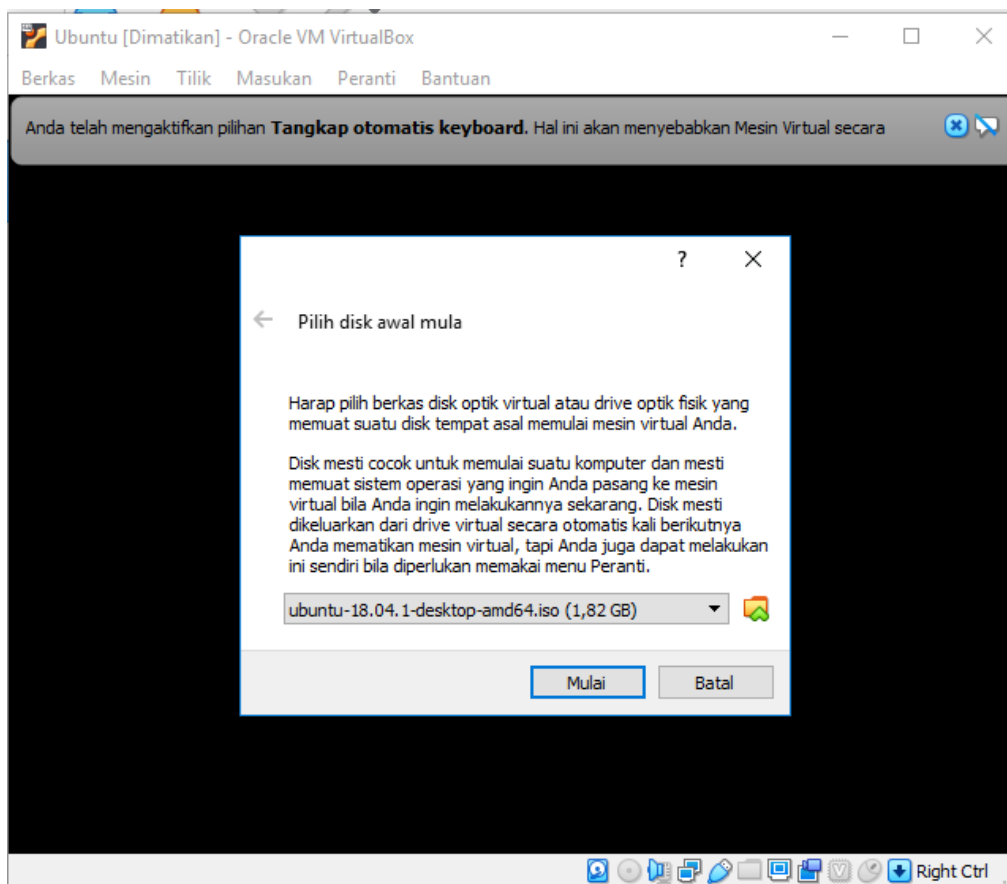 Ubuntu [Dimatikan] - Oracle VM VirtualBox
Berkas Mesin Tilik Masukan Peranti Bantuan
Anda telah mengaktifkan pilihan Tangkap otomatis keyboard. Hal ini akan menyebabkan Mesin Virtual secara
?
Pilih disk awal mula
Harap pilih berkas disk optik virtual atau drive optik fisik yang
memuat suatu disk tempat asal memulai mesin virtual Anda.
Disk mesti cocok untuk memulai suatu komputer dan mesti
memuat sistem operasi yang ingin Anda pasang ke mesin
virtual bila Anda ingin melakukannya sekarang. Disk mesti
dikeluarkan dari drive virtual secara otomatis kali berikutnya
Anda mematikan mesin virtual, tapi Anda juga dapat melakukan
ini sendiri bila diperlukan memakai menu Peranti.
ubuntu-18.04.1-desktop-amd64.iso (1,82 GB)
Mulai Batal
Right Ctrl